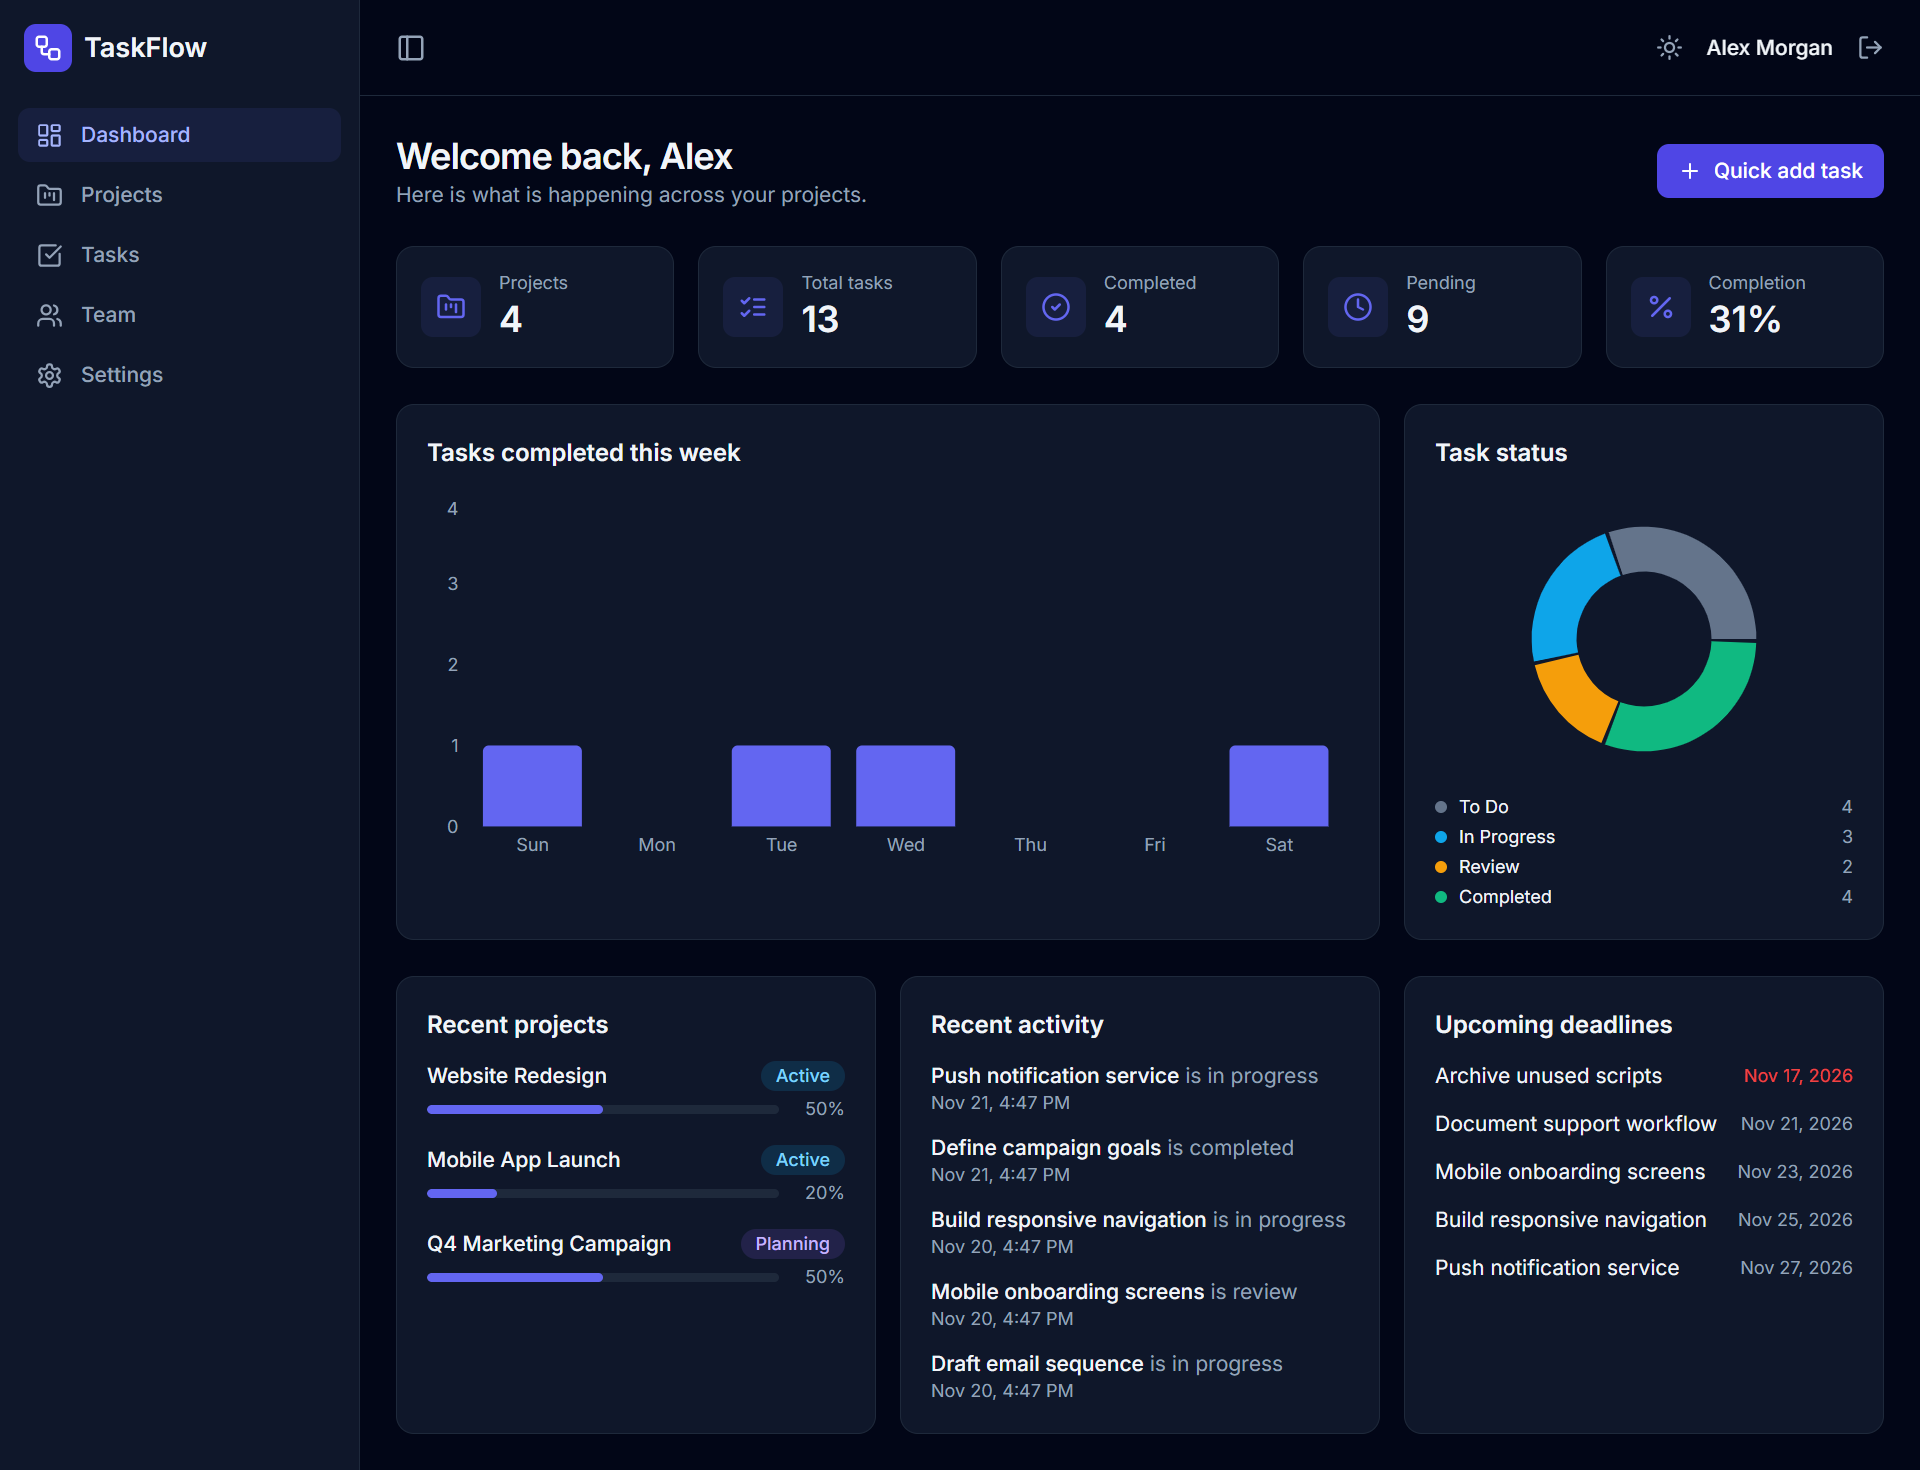 TaskFlow
Alex Morgan
Dashboard
Projects
Tasks
Team
Settings
Welcome back, Alex
Here is what is happening across your projects.
Quick add task
Projects
4
Total tasks
13
Completed
4
Pending
9
Completion
31%
Tasks completed this week
4
3
2
1
0
Sun Mon Tue Wed Thu Fri Sat
Task status
To Do 4
In Progress 3
Review 2
Completed 4
Recent projects
Website Redesign Active
50%
Mobile App Launch Active
20%
Q4 Marketing Campaign Planning
50%
Recent activity
Push notification service is in progress
Nov 21, 4:47 PM
Define campaign goals is completed
Nov 21, 4:47 PM
Build responsive navigation is in progress
Nov 20, 4:47 PM
Mobile onboarding screens is review
Nov 20, 4:47 PM
Draft email sequence is in progress
Nov 20, 4:47 PM
Upcoming deadlines
Archive unused scripts Nov 17, 2026
Document support workflow Nov 21, 2026
Mobile onboarding screens Nov 23, 2026
Build responsive navigation Nov 25, 2026
Push notification service Nov 27, 2026